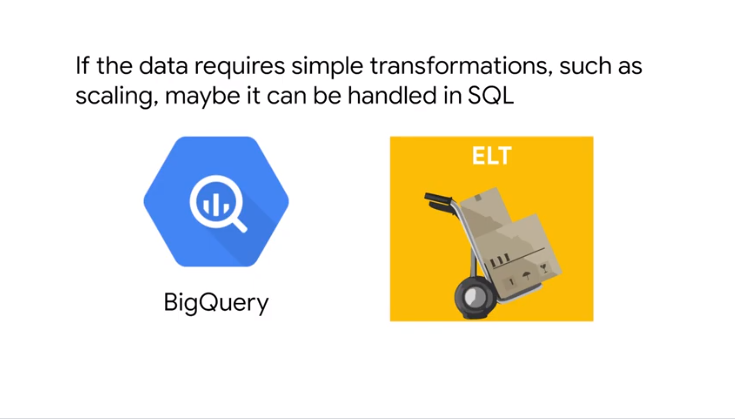 If the data requires simple transformations, such as
scaling, maybe it can be handled in SQL
ELT
BigQuery